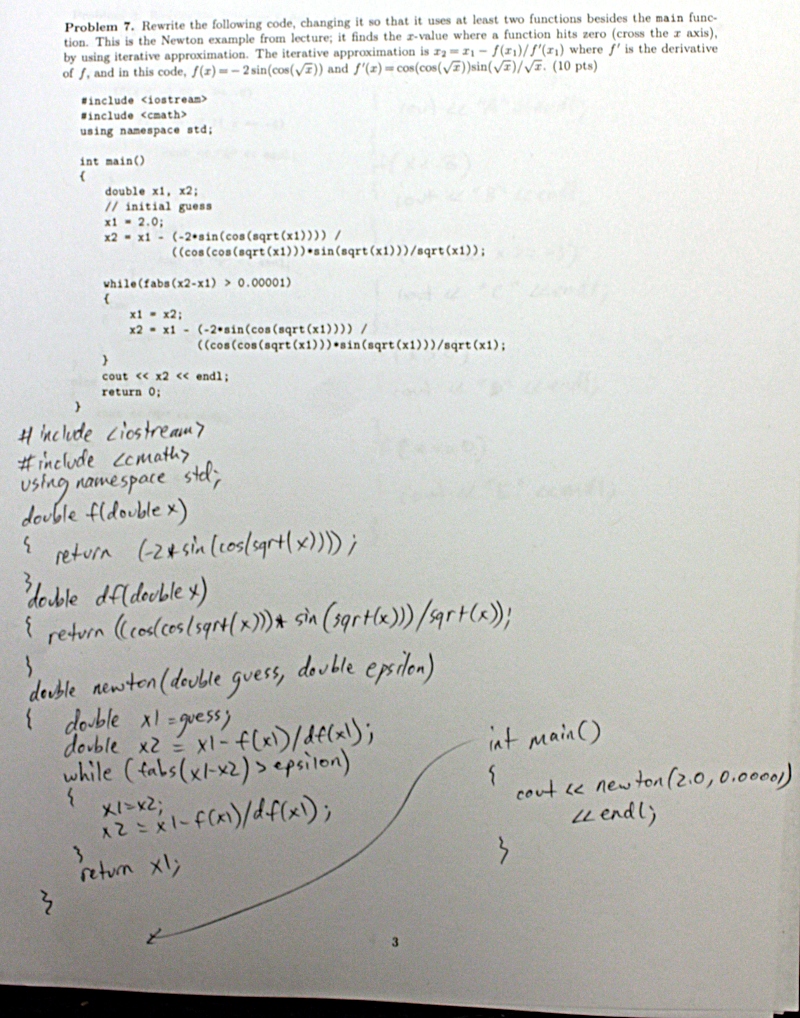 Problem 7. Rewrite the following code, changing it so that it uses at least two functions besides the main func-
tion. This is the Newton example from lecture; it finds the x-value where a function hits zero (cross the x axis),
by using iterative approximation. The iterative approximation is x₂ = x₁ − f(x₁)/f′(x₁) where f′ is the derivative
of f, and in this code, f(x) = − 2 sin(cos(√x)) and f′(x) = cos(cos(√x))sin(√x)/√x. (10 pts)
#include <iostream>
#include <cmath>
using namespace std;
int main()
{
double x1, x2;
// initial guess
x1 = 2.0;
x2 = x1 - (-2*sin(cos(sqrt(x1)))) /
((cos(cos(sqrt(x1)))*sin(sqrt(x1)))/sqrt(x1));
while(fabs(x2-x1) > 0.00001)
{
x1 = x2;
x2 = x1 - (-2*sin(cos(sqrt(x1)))) /
((cos(cos(sqrt(x1)))*sin(sqrt(x1)))/sqrt(x1);
}
cout << x2 << endl;
return 0;
}
#include <iostream>
#include <cmath>
using namespace std;
double f(double x)
{ return (-2*sin(cos(sqrt(x))));
}
double df(double x)
{ return ((cos(cos(sqrt(x)))* sin(sqrt(x)))/sqrt(x));
}
double newton(double guess, double epsilon)
{ double x1 = guess;
double x2 = x1-f(x1)/df(x1);
while (fabs(x1-x2) > epsilon)
{ x1=x2;
x2 = x1-f(x1)/df(x1);
}
return x1;
}
int main()
{ cout << newton(2.0, 0.00001)
<< endl;
}
3